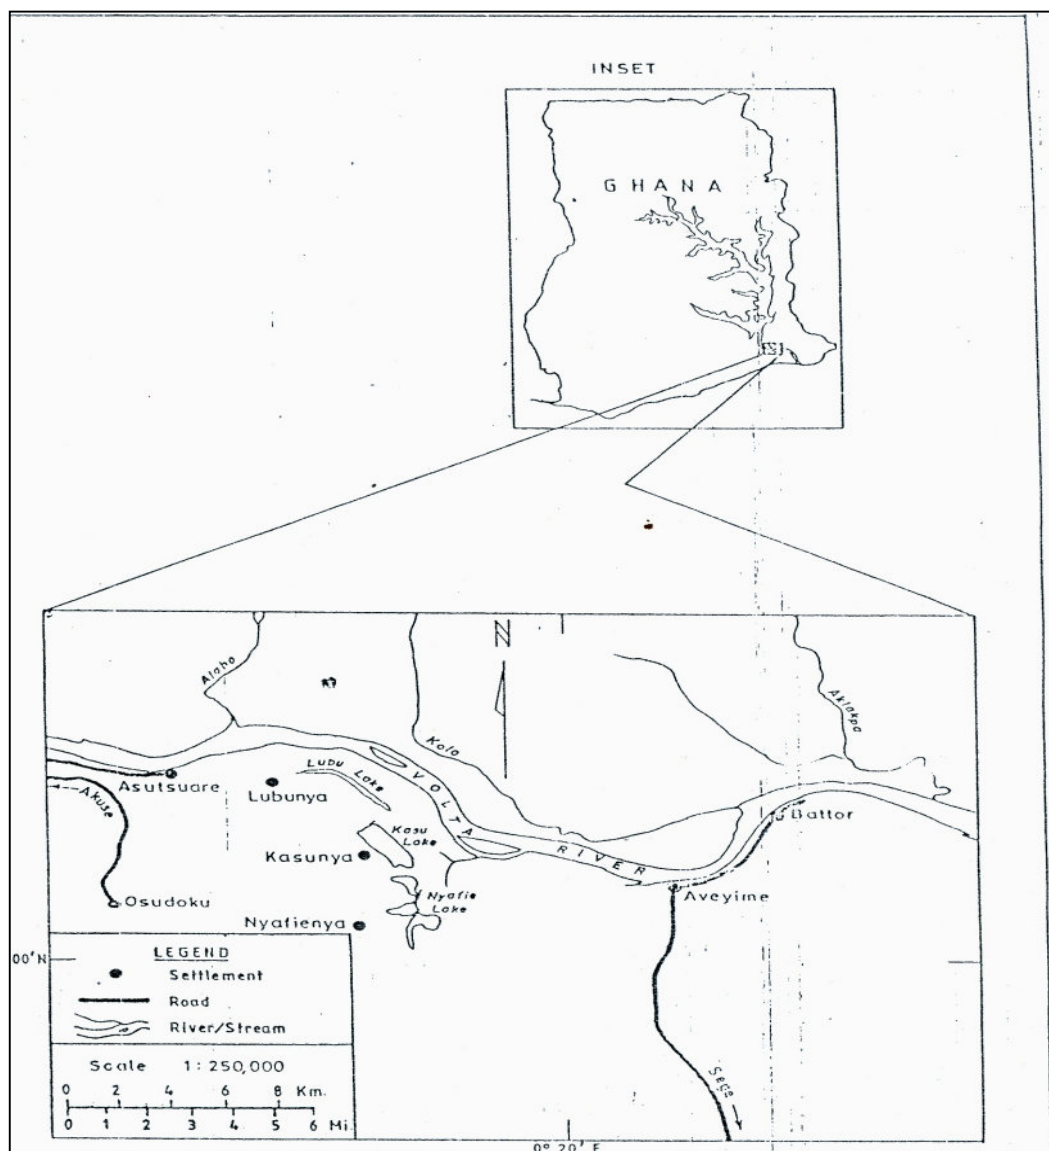 INSET
GHANA
N
Alabo
Kolo
Aklakpa
Lubu Lake
VOLTA RIVER
Asutsuare
Lubunya
Akuse
Battor
Kasu Lake
Kasunya
Aveyime
Nyafie Lake
Osudoku
Nyafienya
00'N
LEGEND
Settlement
Road
River/Stream
Scale 1:250,000
0 2 4 6 8 Km.
0 1 2 3 4 5 6 Mi.
Sege
0° 20' E